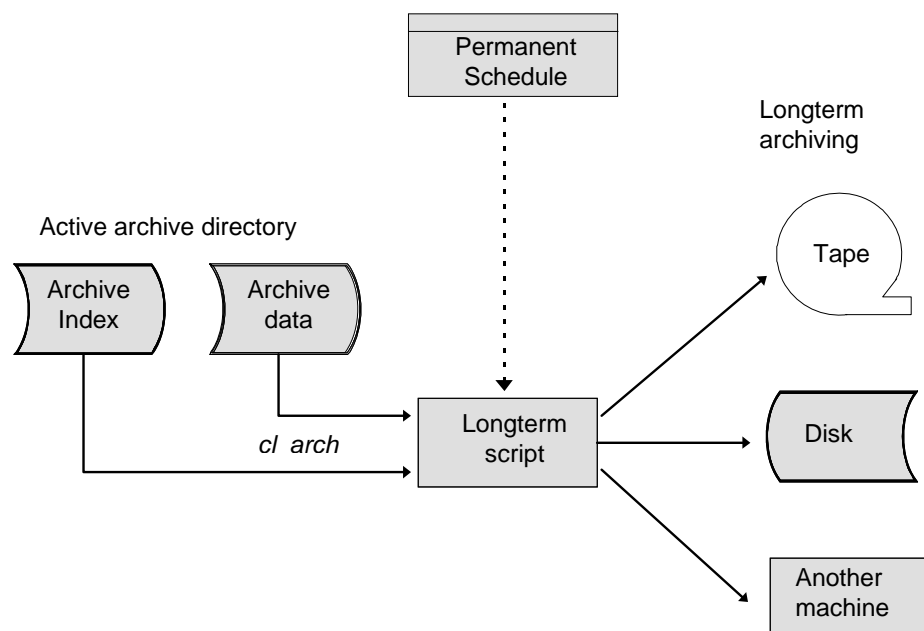 Permanent
Schedule
Longterm
archiving
Active archive directory
Archive
Index
Archive
data
Tape
cl arch
Longterm
script
Disk
Another
machine